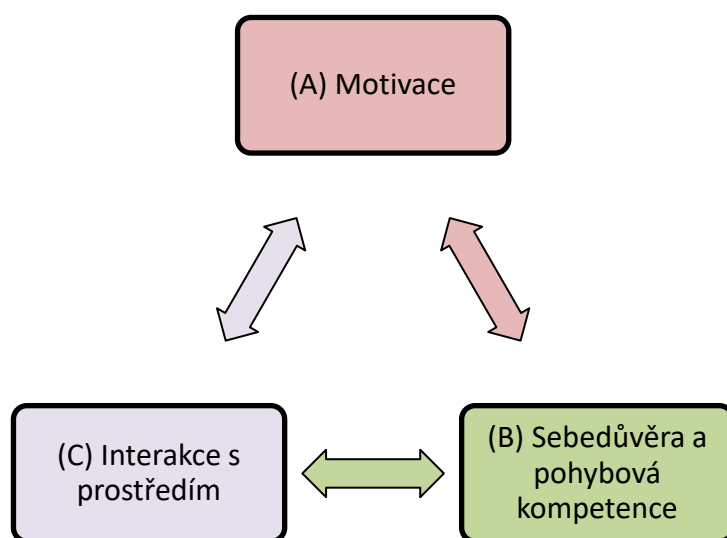 (A) Motivace
(C) Interakce s
prostředím
(B) Sebedůvěra a
pohybová
kompetence